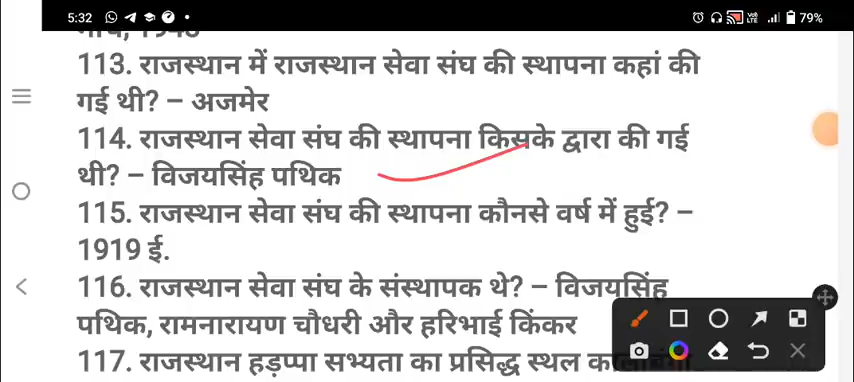 5:32
79%
113. राजस्थान में राजस्थान सेवा संघ की स्थापना कहां की
गई थी? – अजमेर
114. राजस्थान सेवा संघ की स्थापना किसके द्वारा की गई
थी? – विजयसिंह पथिक
115. राजस्थान सेवा संघ की स्थापना कौनसे वर्ष में हुई? –
1919 ई.
116. राजस्थान सेवा संघ के संस्थापक थे? – विजयसिंह
पथिक, रामनारायण चौधरी और हरिभाई किंकर
117. राजस्थान हड़प्पा सभ्यता का प्रसिद्ध स्थल